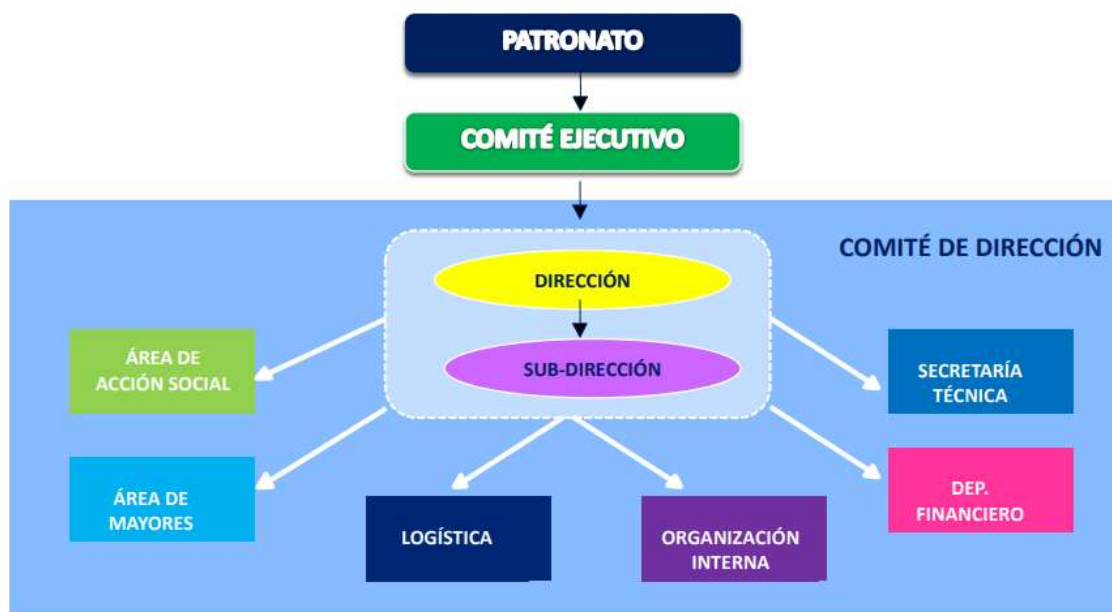 PATRONATO
COMITÉ EJECUTIVO
COMITÉ DE DIRECCIÓN
DIRECCIÓN
SUB-DIRECCIÓN
ÁREA DE
ACCIÓN SOCIAL
SECRETARÍA
TÉCNICA
ÁREA DE
MAYORES
LOGÍSTICA
ORGANIZACIÓN
INTERNA
DEP.
FINANCIERO